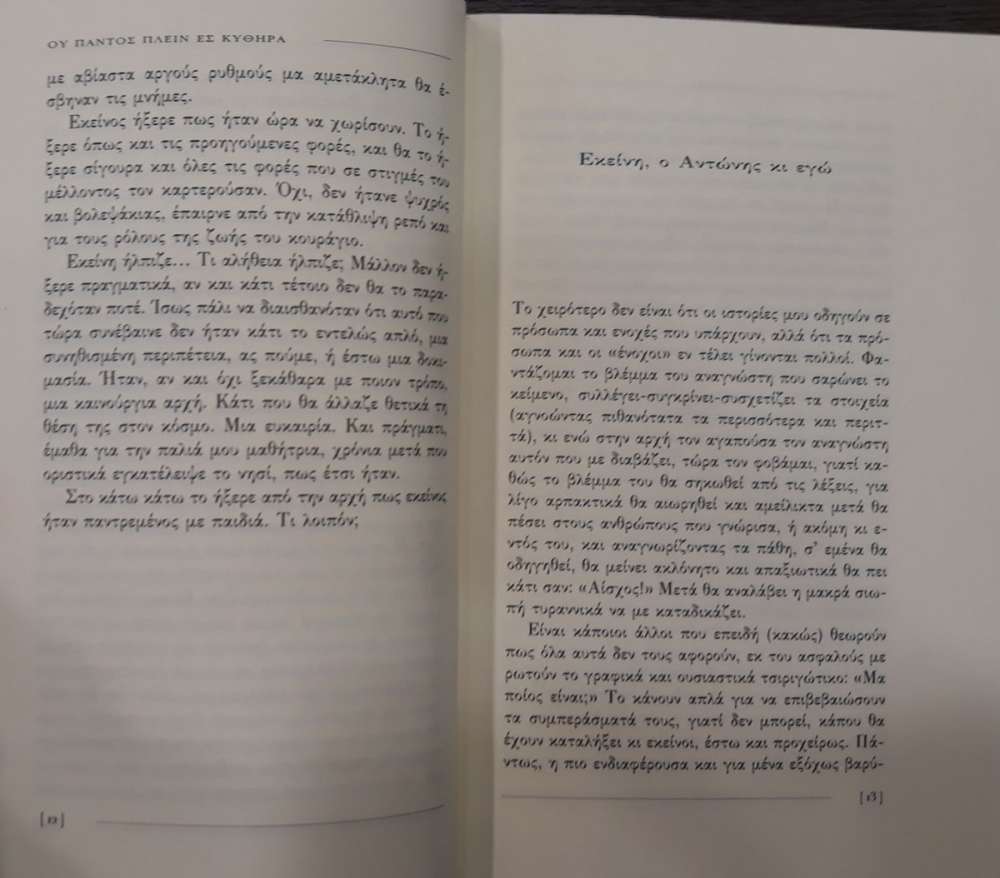 ΟΥ ΠΑΝΤΟΣ ΠΛΕΙΝ ΕΣ ΚΥΘΗΡΑ
με αβίαστα αργούς ρυθμούς μα αμετάκλητα θα έ-
σβηναν τις μνήμες.
Εκείνος ήξερε πως ήταν ώρα να χωρίσουν. Το ή-
ξερε όπως και τις προηγούμενες φορές, και θα το ή-
ξερε σίγουρα και όλες τις φορές που σε στιγμές του
μέλλοντος τον καρτερούσαν. Όχι, δεν ήτανε ψυχρός
και βολεψάκιας, έπαιρνε από την κατάθλιψη ρεπό και
για τους ρόλους της ζωής του κουράγιο.
Εκείνη ήλπιζε... Τι αλήθεια ήλπιζε; Μάλλον δεν ή-
ξερε πραγματικά, αν και κάτι τέτοιο δεν θα το παρα-
δεχόταν ποτέ. Ίσως πάλι να διαισθανόταν ότι αυτό που
τώρα συνέβαινε δεν ήταν κάτι το εντελώς απλό, μια
συνηθισμένη περιπέτεια, ας πούμε, ή έστω μια δοκι-
μασία. Ήταν, αν και όχι ξεκάθαρα με ποιον τρόπο,
μια καινούργια αρχή. Κάτι που θα άλλαζε θετικά τη
θέση της στον κόσμο. Μια ευκαιρία. Και πράγματι,
έμαθα για την παλιά μου μαθήτρια, χρόνια μετά που
οριστικά εγκατέλειψε το νησί, πως έτσι ήταν.
Στο κάτω κάτω το ήξερε από την αρχή πως εκείνος
ήταν παντρεμένος με παιδιά. Τι λοιπόν;
[12]
Εκείνη, ο Αντώνης κι εγώ
Το χειρότερο δεν είναι ότι οι ιστορίες μου οδηγούν σε
πρόσωπα και ενοχές που υπάρχουν, αλλά ότι τα πρό-
σωπα και οι «ένοχοι» εν τέλει γίνονται πολλοί. Φα-
ντάζομαι το βλέμμα του αναγνώστη που σαρώνει το
κείμενο, συλλέγει-συγκρίνει-συσχετίζει τα στοιχεία
(αγνοώντας πιθανότατα τα περισσότερα και περιτ-
τά), κι ενώ στην αρχή τον αγαπούσα τον αναγνώστη
αυτόν που με διαβάζει, τώρα τον φοβάμαι, γιατί κα-
θώς το βλέμμα του θα σηκωθεί από τις λέξεις, για
λίγο αρπακτικά θα αιωρηθεί και αμείλικτα μετά θα
πέσει στους ανθρώπους που γνώρισα, ή ακόμη κι ε-
ντός του, και αναγνωρίζοντας τα πάθη, σ' εμένα θα
οδηγηθεί, θα μείνει ακλόνητο και απαξιωτικά θα πει
κάτι σαν: «Αίσχος!» Μετά θα αναλάβει η μακρά σιω-
πή τυραννικά να με καταδικάζει.
Είναι κάποιοι άλλοι που επειδή (κακώς) θεωρούν
πως όλα αυτά δεν τους αφορούν, εκ του ασφαλούς με
ρωτούν το γραφικά και ουσιαστικά τσιριγώτικο: «Μα
ποίος είναι;» Το κάνουν απλά για να επιβεβαιώσουν
τα συμπεράσματά τους, γιατί δεν μπορεί, κάπου θα
έχουν καταλήξει κι εκείνοι, έστω και προχείρως. Πά-
ντως, η πιο ενδιαφέρουσα και για μένα εξόχως βαρύ-
[13]